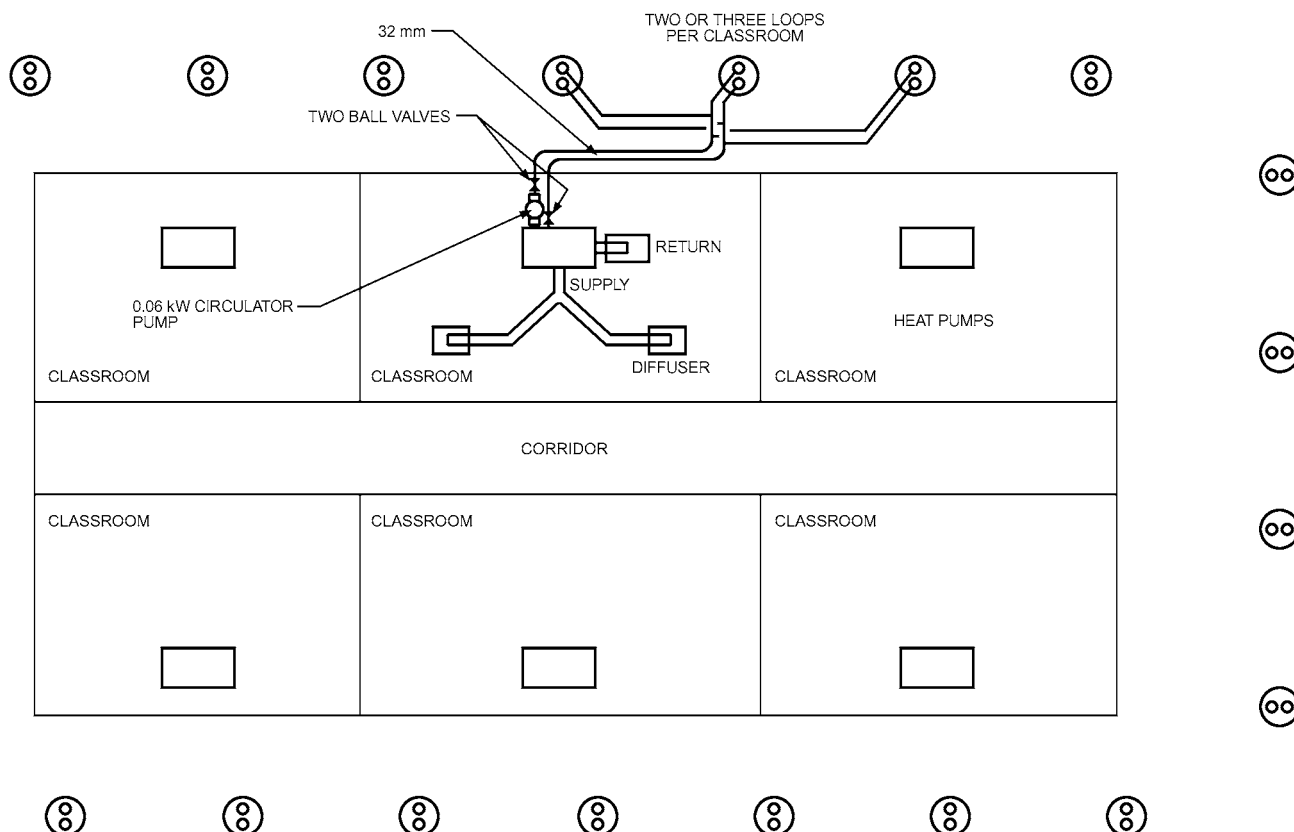 TWO OR THREE LOOPS
PER CLASSROOM
32 mm
TWO BALL VALVES
RETURN
SUPPLY
0.06 kW CIRCULATOR
PUMP
HEAT PUMPS
DIFFUSER
CLASSROOM
CLASSROOM
CLASSROOM
CORRIDOR
CLASSROOM
CLASSROOM
CLASSROOM